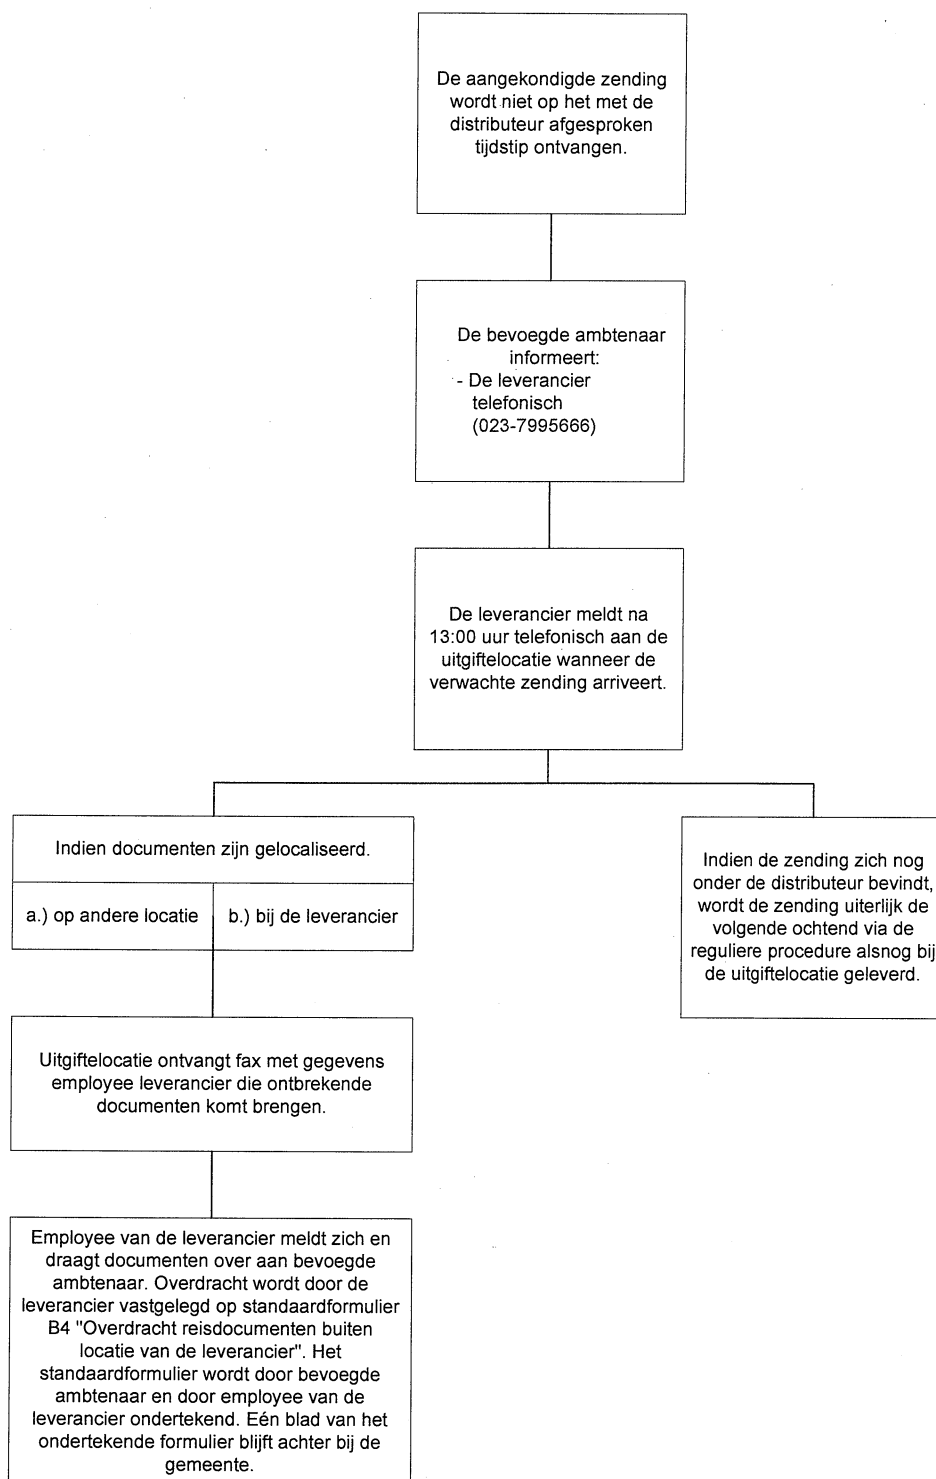 De aangekondigde zending
wordt niet op het met de
distributeur afgesproken
tijdstip ontvangen.
De bevoegde ambtenaar
informeert:
- De leverancier
telefonisch
(023-7995666)
De leverancier meldt na
13:00 uur telefonisch aan de
uitgiftelocatie wanneer de
verwachte zending arriveert.
Indien documenten zijn gelocaliseerd.
a.) op andere locatie
b.) bij de leverancier
Indien de zending zich nog
onder de distributeur bevindt,
wordt de zending uiterlijk de
volgende ochtend via de
reguliere procedure alsnog bij
de uitgiftelocatie geleverd.
Uitgiftelocatie ontvangt fax met gegevens
employee leverancier die ontbrekende
documenten komt brengen.
Employee van de leverancier meldt zich en
draagt documenten over aan bevoegde
ambtenaar. Overdracht wordt door de
leverancier vastgelegd op standaardformulier
B4 "Overdracht reisdocumenten buiten
locatie van de leverancier". Het
standaardformulier wordt door bevoegde
ambtenaar en door employee van de
leverancier ondertekend. Eén blad van het
ondertekende formulier blijft achter bij de
gemeente.